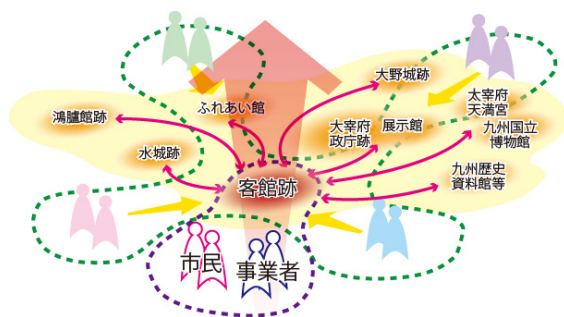 大野城跡
太宰府
天満宮
ふれあい館
鴻臚館跡
大宰府
政庁跡
展示館
九州国立
博物館
水城跡
九州歴史
資料館等
客館跡
市民
事業者